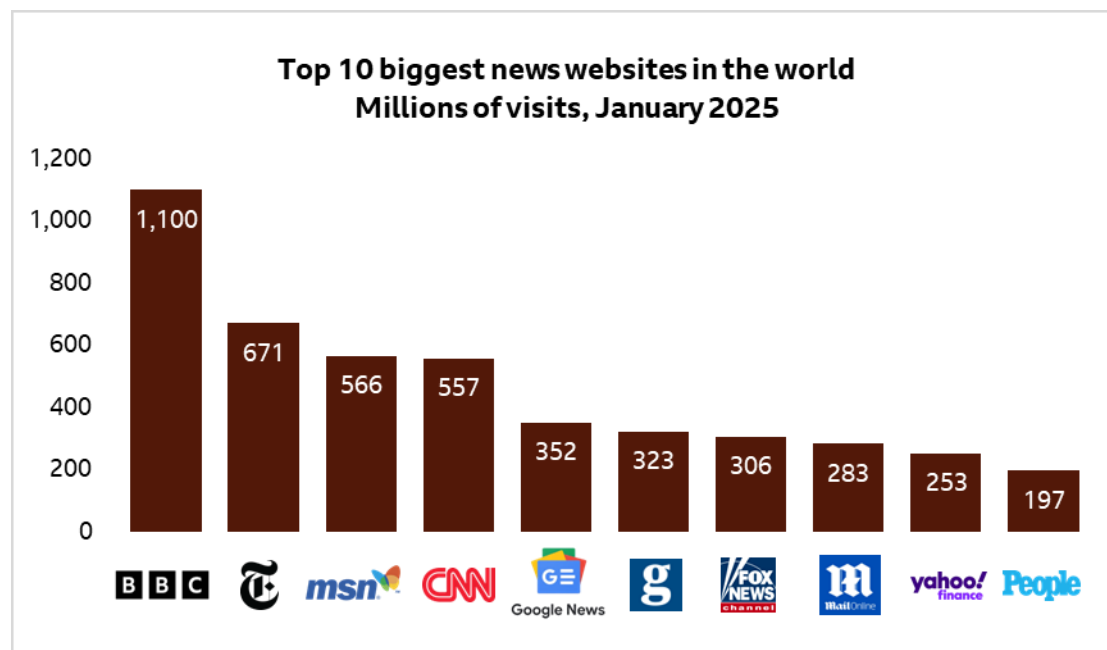 Top 10 biggest news websites in the world
Millions of visits, January 2025
1,200
1,000
800
600
400
200
0
1,100
671
566
557
352
323
306
283
253
197
BBC
T
msn
CNN
GE
Google News
g
FOX
NEWS
channel
m
MailOnline
yahoo!
finance
People